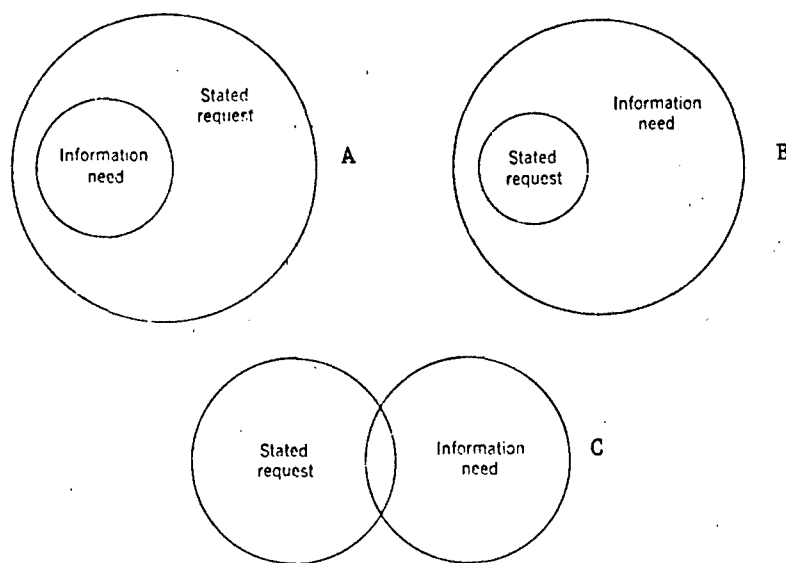 Stated
request
Information
need
A
Information
need
Stated
request
B
Stated
request
Information
need
C